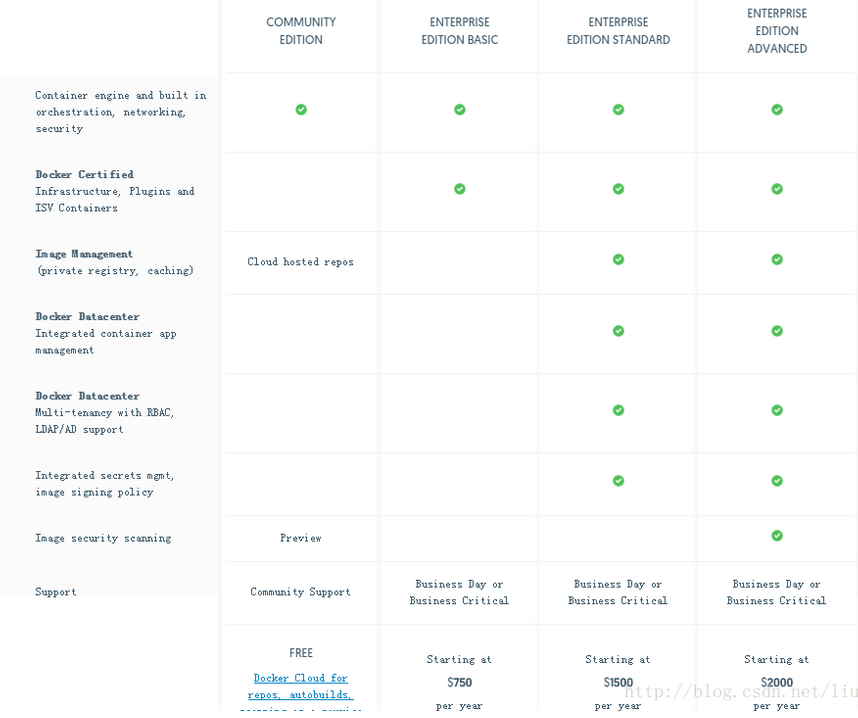 COMMUNITY
EDITION
ENTERPRISE
EDITION BASIC
ENTERPRISE
EDITION STANDARD
ENTERPRISE
EDITION
ADVANCED
Container engine and built in
orchestration, networking,
security
Docker Certified
Infrastructure, Plugins and
ISV Containers
Image Management
(private registry, caching)
Cloud hosted repos
Docker Datacenter
Integrated container app
management
Docker Datacenter
Multi-tenancy with RBAC,
LDAP/AD support
Integrated secrets mgmt,
image signing policy
Image security scanning
Preview
Support
Community Support
Business Day or
Business Critical
Business Day or
Business Critical
Business Day or
Business Critical
FREE
Docker Cloud for
repos, autobuilds,
Starting at
$750
per year
Starting at
$1500
per year
Starting at
$2000
per year
http://blog.csdn.net/liu